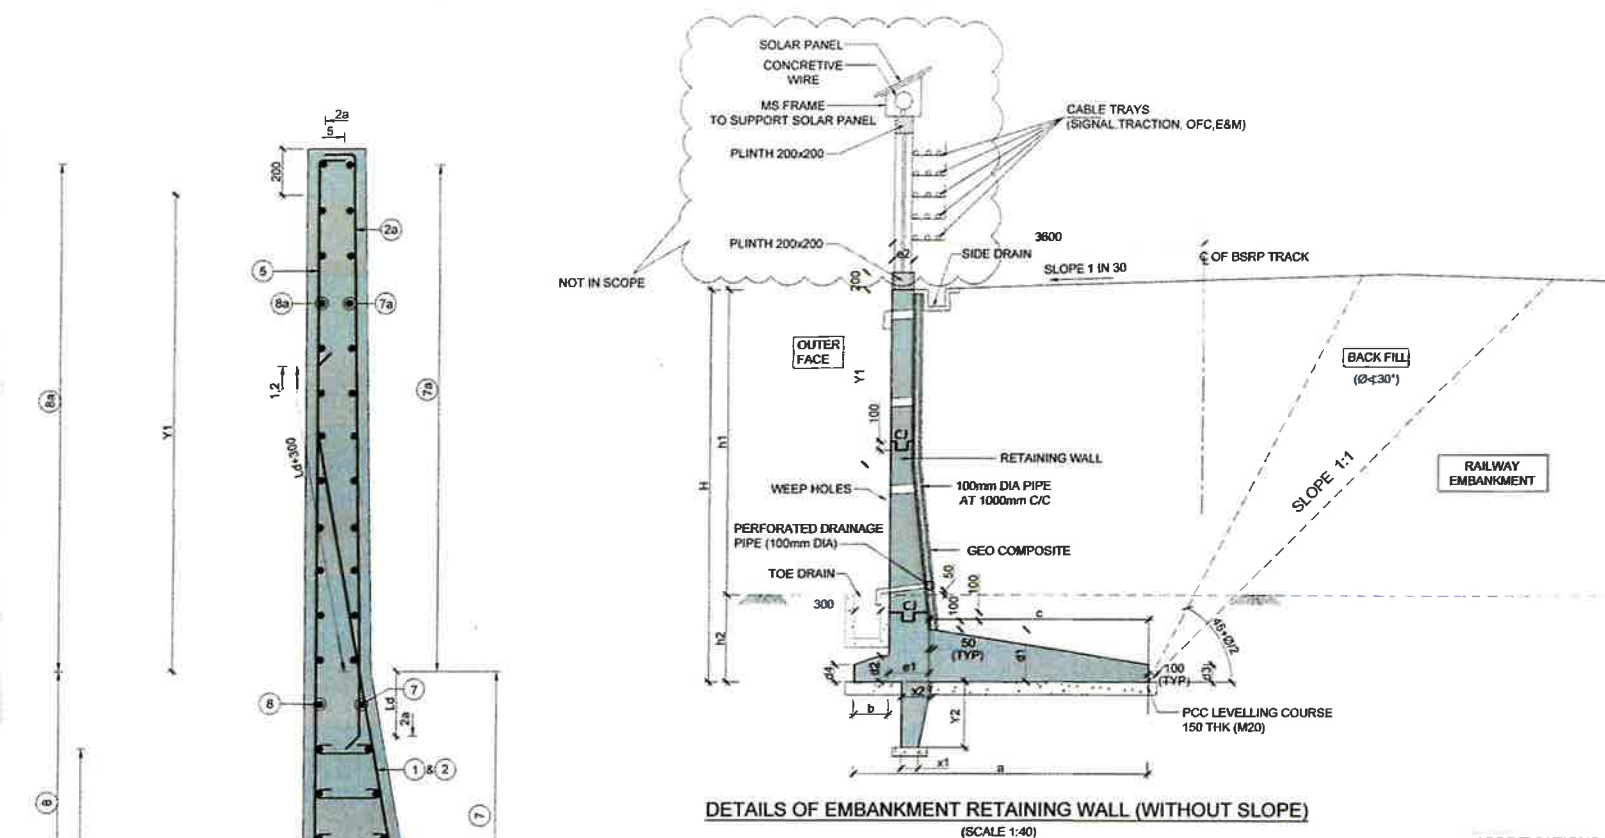 2a
5
200
2a
5
8a
7a
1,2
8a
Y1
7a
Ld+300
8
7
Ld
2a
1 & 2
8
7
SOLAR PANEL
CONCRETIVE
WIRE
MS FRAME
TO SUPPORT SOLAR PANEL
PLINTH 200x200
CABLE TRAYS
(SIGNAL,TRACTION, OFC,E&M)
PLINTH 200x200
e2
3600
SIDE DRAIN
SLOPE 1 IN 30
℄ OF BSRP TRACK
NOT IN SCOPE
200
OUTER
FACE
BACK FILL
(Ø∢30°)
Y1
100
CJ
h1
H
RETAINING WALL
RAILWAY
EMBANKMENT
SLOPE 1:1
WEEP HOLES
100mm DIA PIPE
AT 1000mm C/C
PERFORATED DRAINAGE
PIPE (100mm DIA)
GEO COMPOSITE
TOE DRAIN
50
100
300
CJ
100
c
h2
50
(TYP)
d1
45+Ø/2
d4
d2
e1
100
(TYP)
d3
x2
b
Y2
PCC LEVELLING COURSE
150 THK (M20)
x1
a
DETAILS OF EMBANKMENT RETAINING WALL (WITHOUT SLOPE)
(SCALE 1:40)